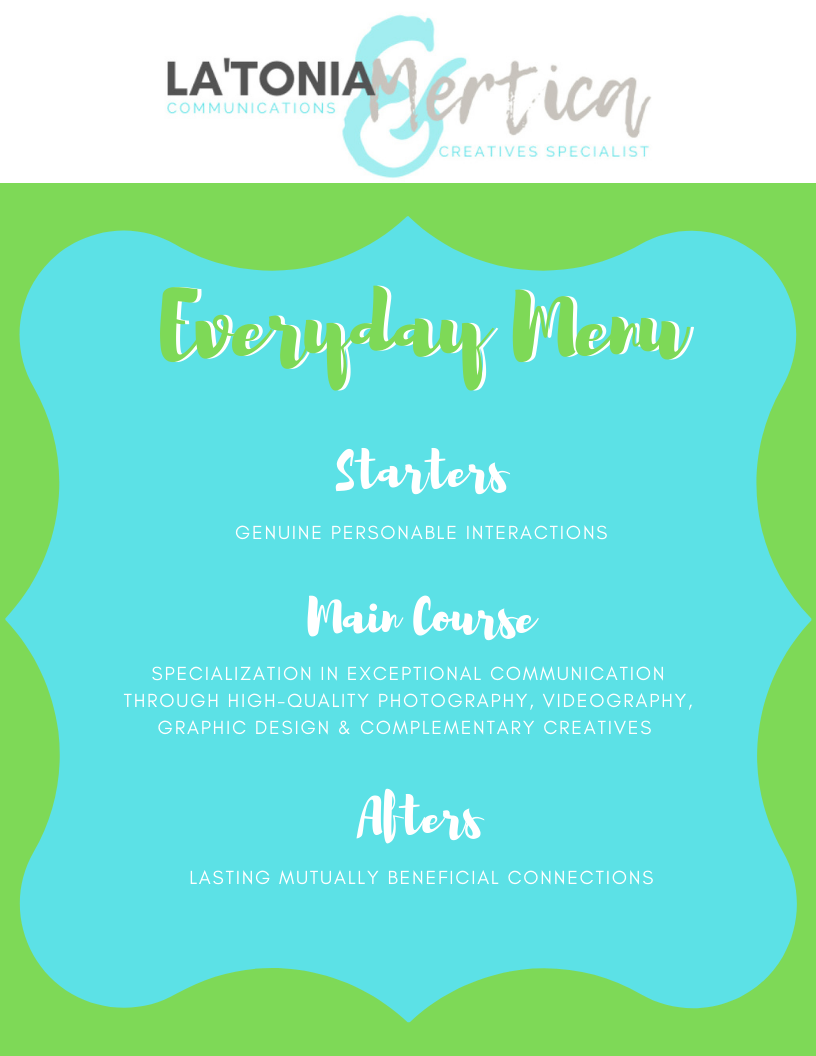 LA'TONIA & Mertica
COMMUNICATIONS
CREATIVES SPECIALIST
Everyday Menu
Starters
GENUINE PERSONABLE INTERACTIONS
Main Course
SPECIALIZATION IN EXCEPTIONAL COMMUNICATION
THROUGH HIGH-QUALITY PHOTOGRAPHY, VIDEOGRAPHY,
GRAPHIC DESIGN & COMPLEMENTARY CREATIVES
Afters
LASTING MUTUALLY BENEFICIAL CONNECTIONS